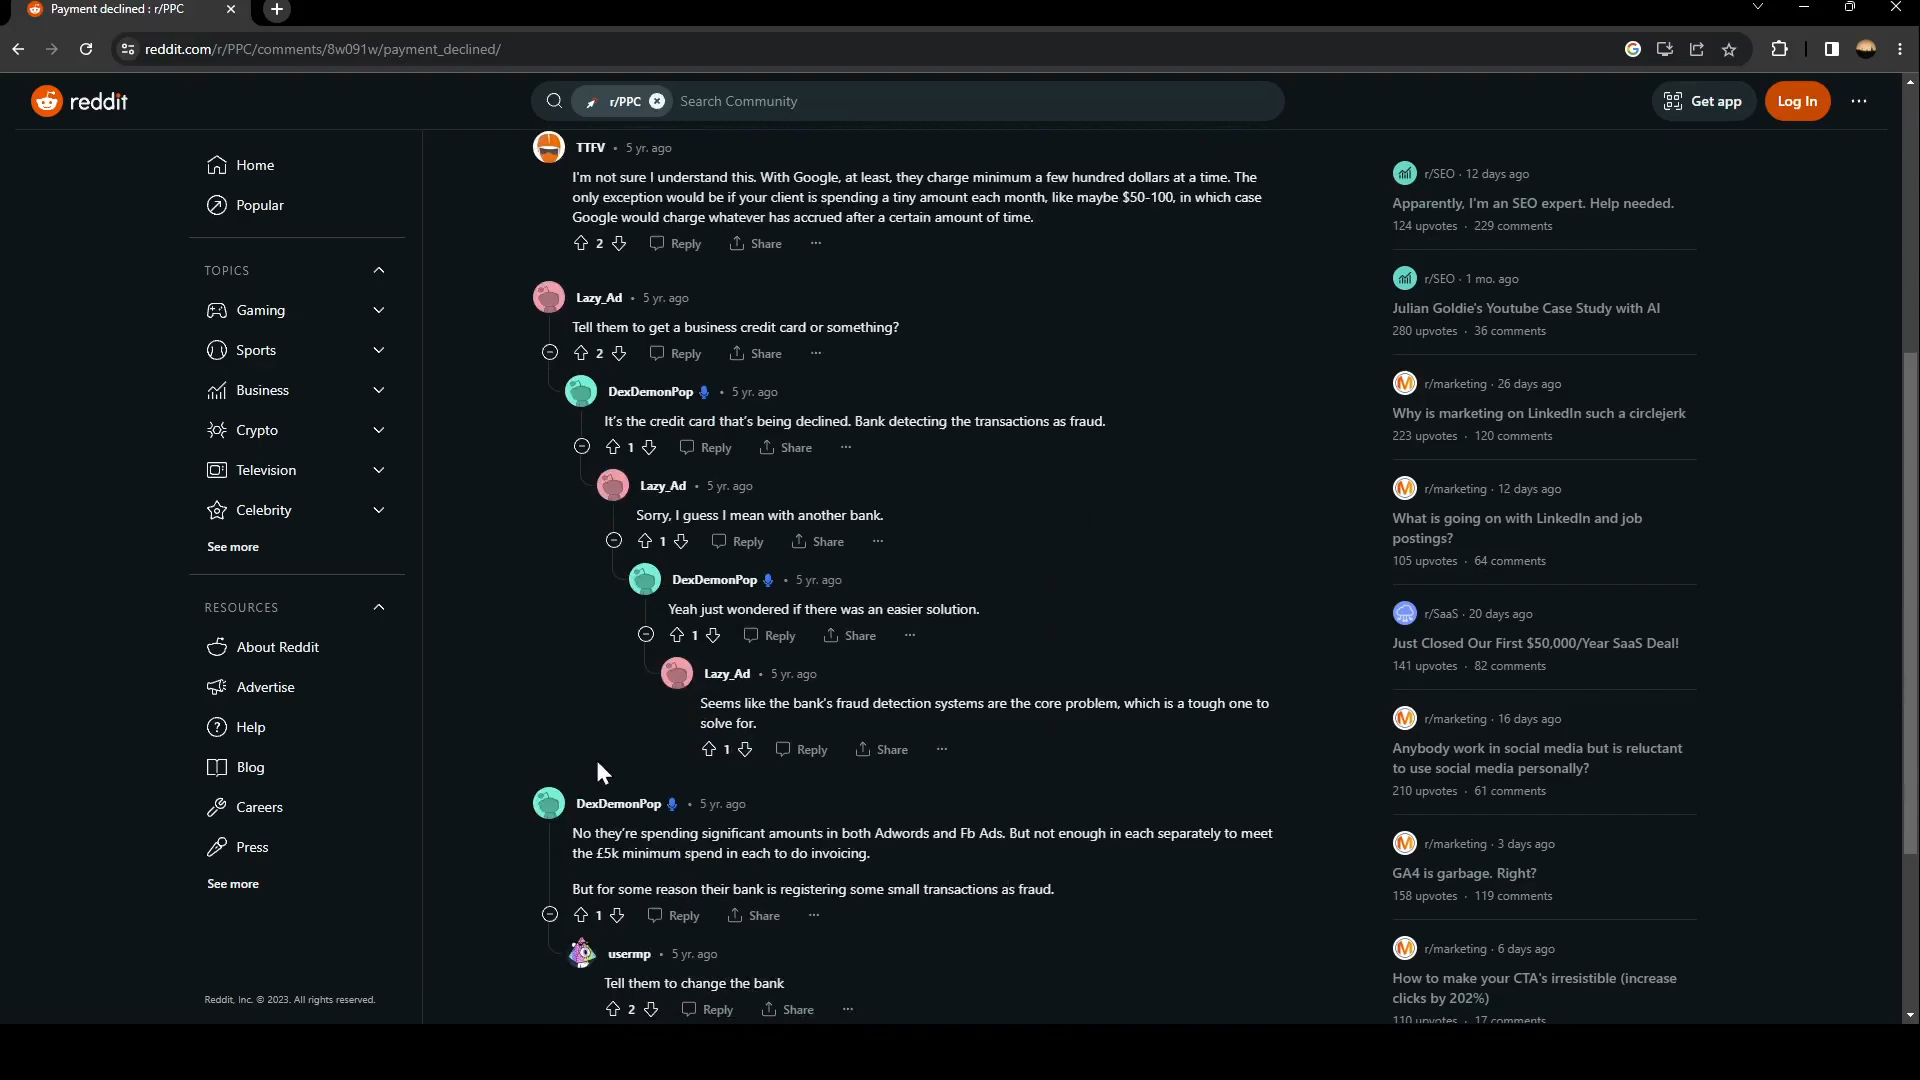 Payment declined : r/PPC
reddit.com/r/PPC/comments/8w091w/payment_declined/
reddit
r/PPC
Search Community
Get app
Log In
Home
Popular
TOPICS
Gaming
Sports
Business
Crypto
Television
Celebrity
See more
RESOURCES
About Reddit
Advertise
Help
Blog
Careers
Press
See more
Reddit, Inc. © 2023. All rights reserved.
TTFV • 5 yr. ago
I'm not sure I understand this. With Google, at least, they charge minimum a few hundred dollars at a time. The
only exception would be if your client is spending a tiny amount each month, like maybe $50-100, in which case
Google would charge whatever has accrued after a certain amount of time.
2 Reply Share ...
Lazy_Ad • 5 yr. ago
Tell them to get a business credit card or something?
2 Reply Share ...
DexDemonPop • 5 yr. ago
It's the credit card that's being declined. Bank detecting the transactions as fraud.
1 Reply Share ...
Lazy_Ad • 5 yr. ago
Sorry, I guess I mean with another bank.
1 Reply Share ...
DexDemonPop • 5 yr. ago
Yeah just wondered if there was an easier solution.
1 Reply Share ...
Lazy_Ad • 5 yr. ago
Seems like the bank's fraud detection systems are the core problem, which is a tough one to
solve for.
1 Reply Share ...
DexDemonPop • 5 yr. ago
No they're spending significant amounts in both Adwords and Fb Ads. But not enough in each separately to meet
the £5k minimum spend in each to do invoicing.
But for some reason their bank is registering some small transactions as fraud.
1 Reply Share ...
usermp • 5 yr. ago
Tell them to change the bank
2 Reply Share ...
r/SEO · 12 days ago
Apparently, I'm an SEO expert. Help needed.
124 upvotes · 229 comments
r/SEO · 1 mo. ago
Julian Goldie's Youtube Case Study with AI
280 upvotes · 36 comments
r/marketing · 26 days ago
Why is marketing on LinkedIn such a circlejerk
223 upvotes · 120 comments
r/marketing · 12 days ago
What is going on with LinkedIn and job
postings?
105 upvotes · 64 comments
r/SaaS · 20 days ago
Just Closed Our First $50,000/Year SaaS Deal!
141 upvotes · 82 comments
r/marketing · 16 days ago
Anybody work in social media but is reluctant
to use social media personally?
210 upvotes · 61 comments
r/marketing · 3 days ago
GA4 is garbage. Right?
158 upvotes · 119 comments
r/marketing · 6 days ago
How to make your CTA's irresistible (increase
clicks by 202%)
110 upvotes · 17 comments